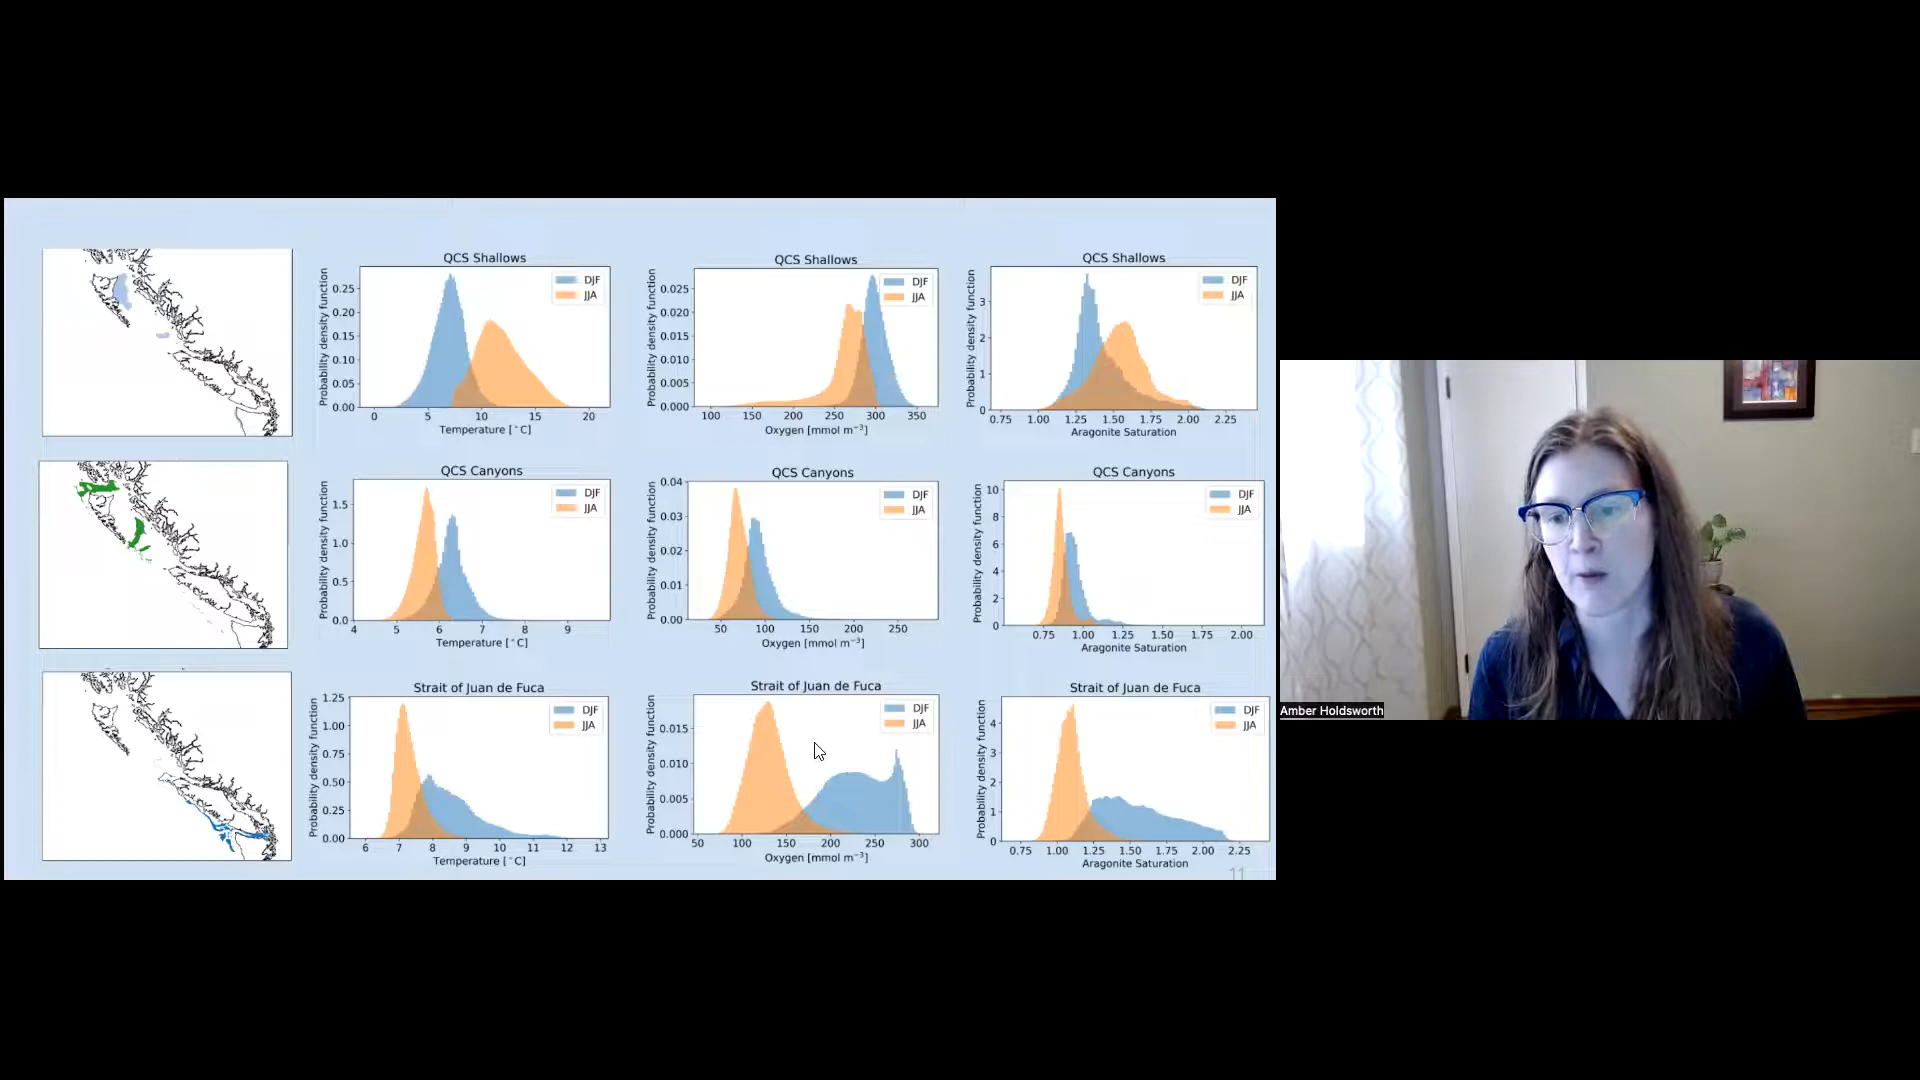 QCS Shallows
DJF
JJA
Probability density function
0.25
0.20
0.15
0.10
0.05
0.00
0 5 10 15 20
Temperature [°C]
QCS Shallows
DJF
JJA
Probability density function
0.025
0.020
0.015
0.010
0.005
0.000
100 150 200 250 300 350
Oxygen [mmol m⁻³]
QCS Shallows
DJF
JJA
Probability density function
3
2
1
0
0.75 1.00 1.25 1.50 1.75 2.00 2.25
Aragonite Saturation
QCS Canyons
DJF
JJA
Probability density function
1.5
1.0
0.5
0.0
4 5 6 7 8 9
Temperature [°C]
QCS Canyons
DJF
JJA
Probability density function
0.04
0.03
0.02
0.01
0.00
50 100 150 200 250
Oxygen [mmol m⁻³]
QCS Canyons
DJF
JJA
Probability density function
10
8
6
4
2
0
0.75 1.00 1.25 1.50 1.75 2.00
Aragonite Saturation
Strait of Juan de Fuca
DJF
JJA
Probability density function
1.25
1.00
0.75
0.50
0.25
0.00
6 7 8 9 10 11 12 13
Temperature [°C]
Strait of Juan de Fuca
DJF
JJA
Probability density function
0.015
0.010
0.005
0.000
50 100 150 200 250 300
Oxygen [mmol m⁻³]
Strait of Juan de Fuca
DJF
JJA
Probability density function
4
3
2
1
0
0.75 1.00 1.25 1.50 1.75 2.00 2.25
Aragonite Saturation
11
Amber Holdsworth